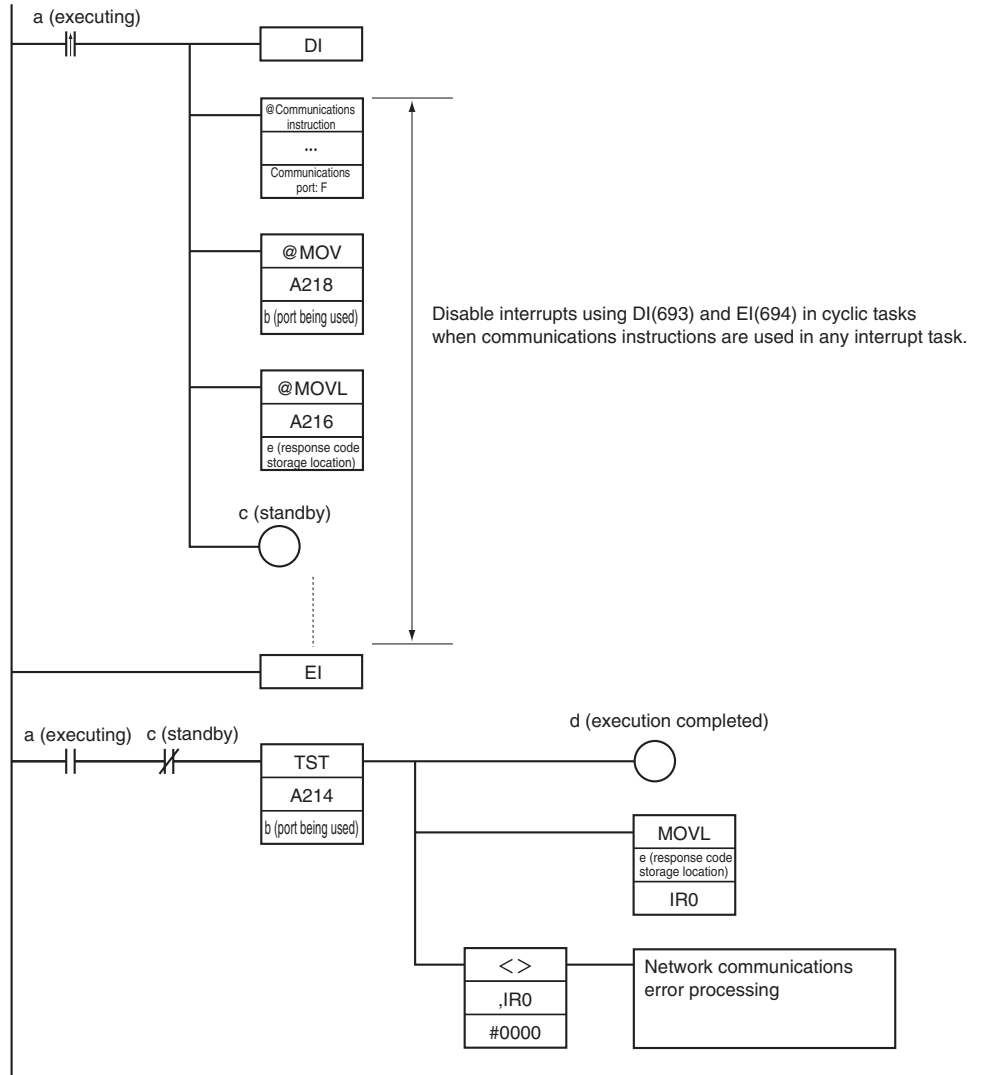 a (executing)
DI
@Communications
instruction
...
Communications
port: F
@MOV
A218
b (port being used)
Disable interrupts using DI(693) and EI(694) in cyclic tasks
when communications instructions are used in any interrupt task.
@MOVL
A216
e (response code
storage location)
c (standby)
EI
a (executing)
c (standby)
TST
A214
b (port being used)
d (execution completed)
MOVL
e (response code
storage location)
IR0
<>
,IR0
#0000
Network communications
error processing